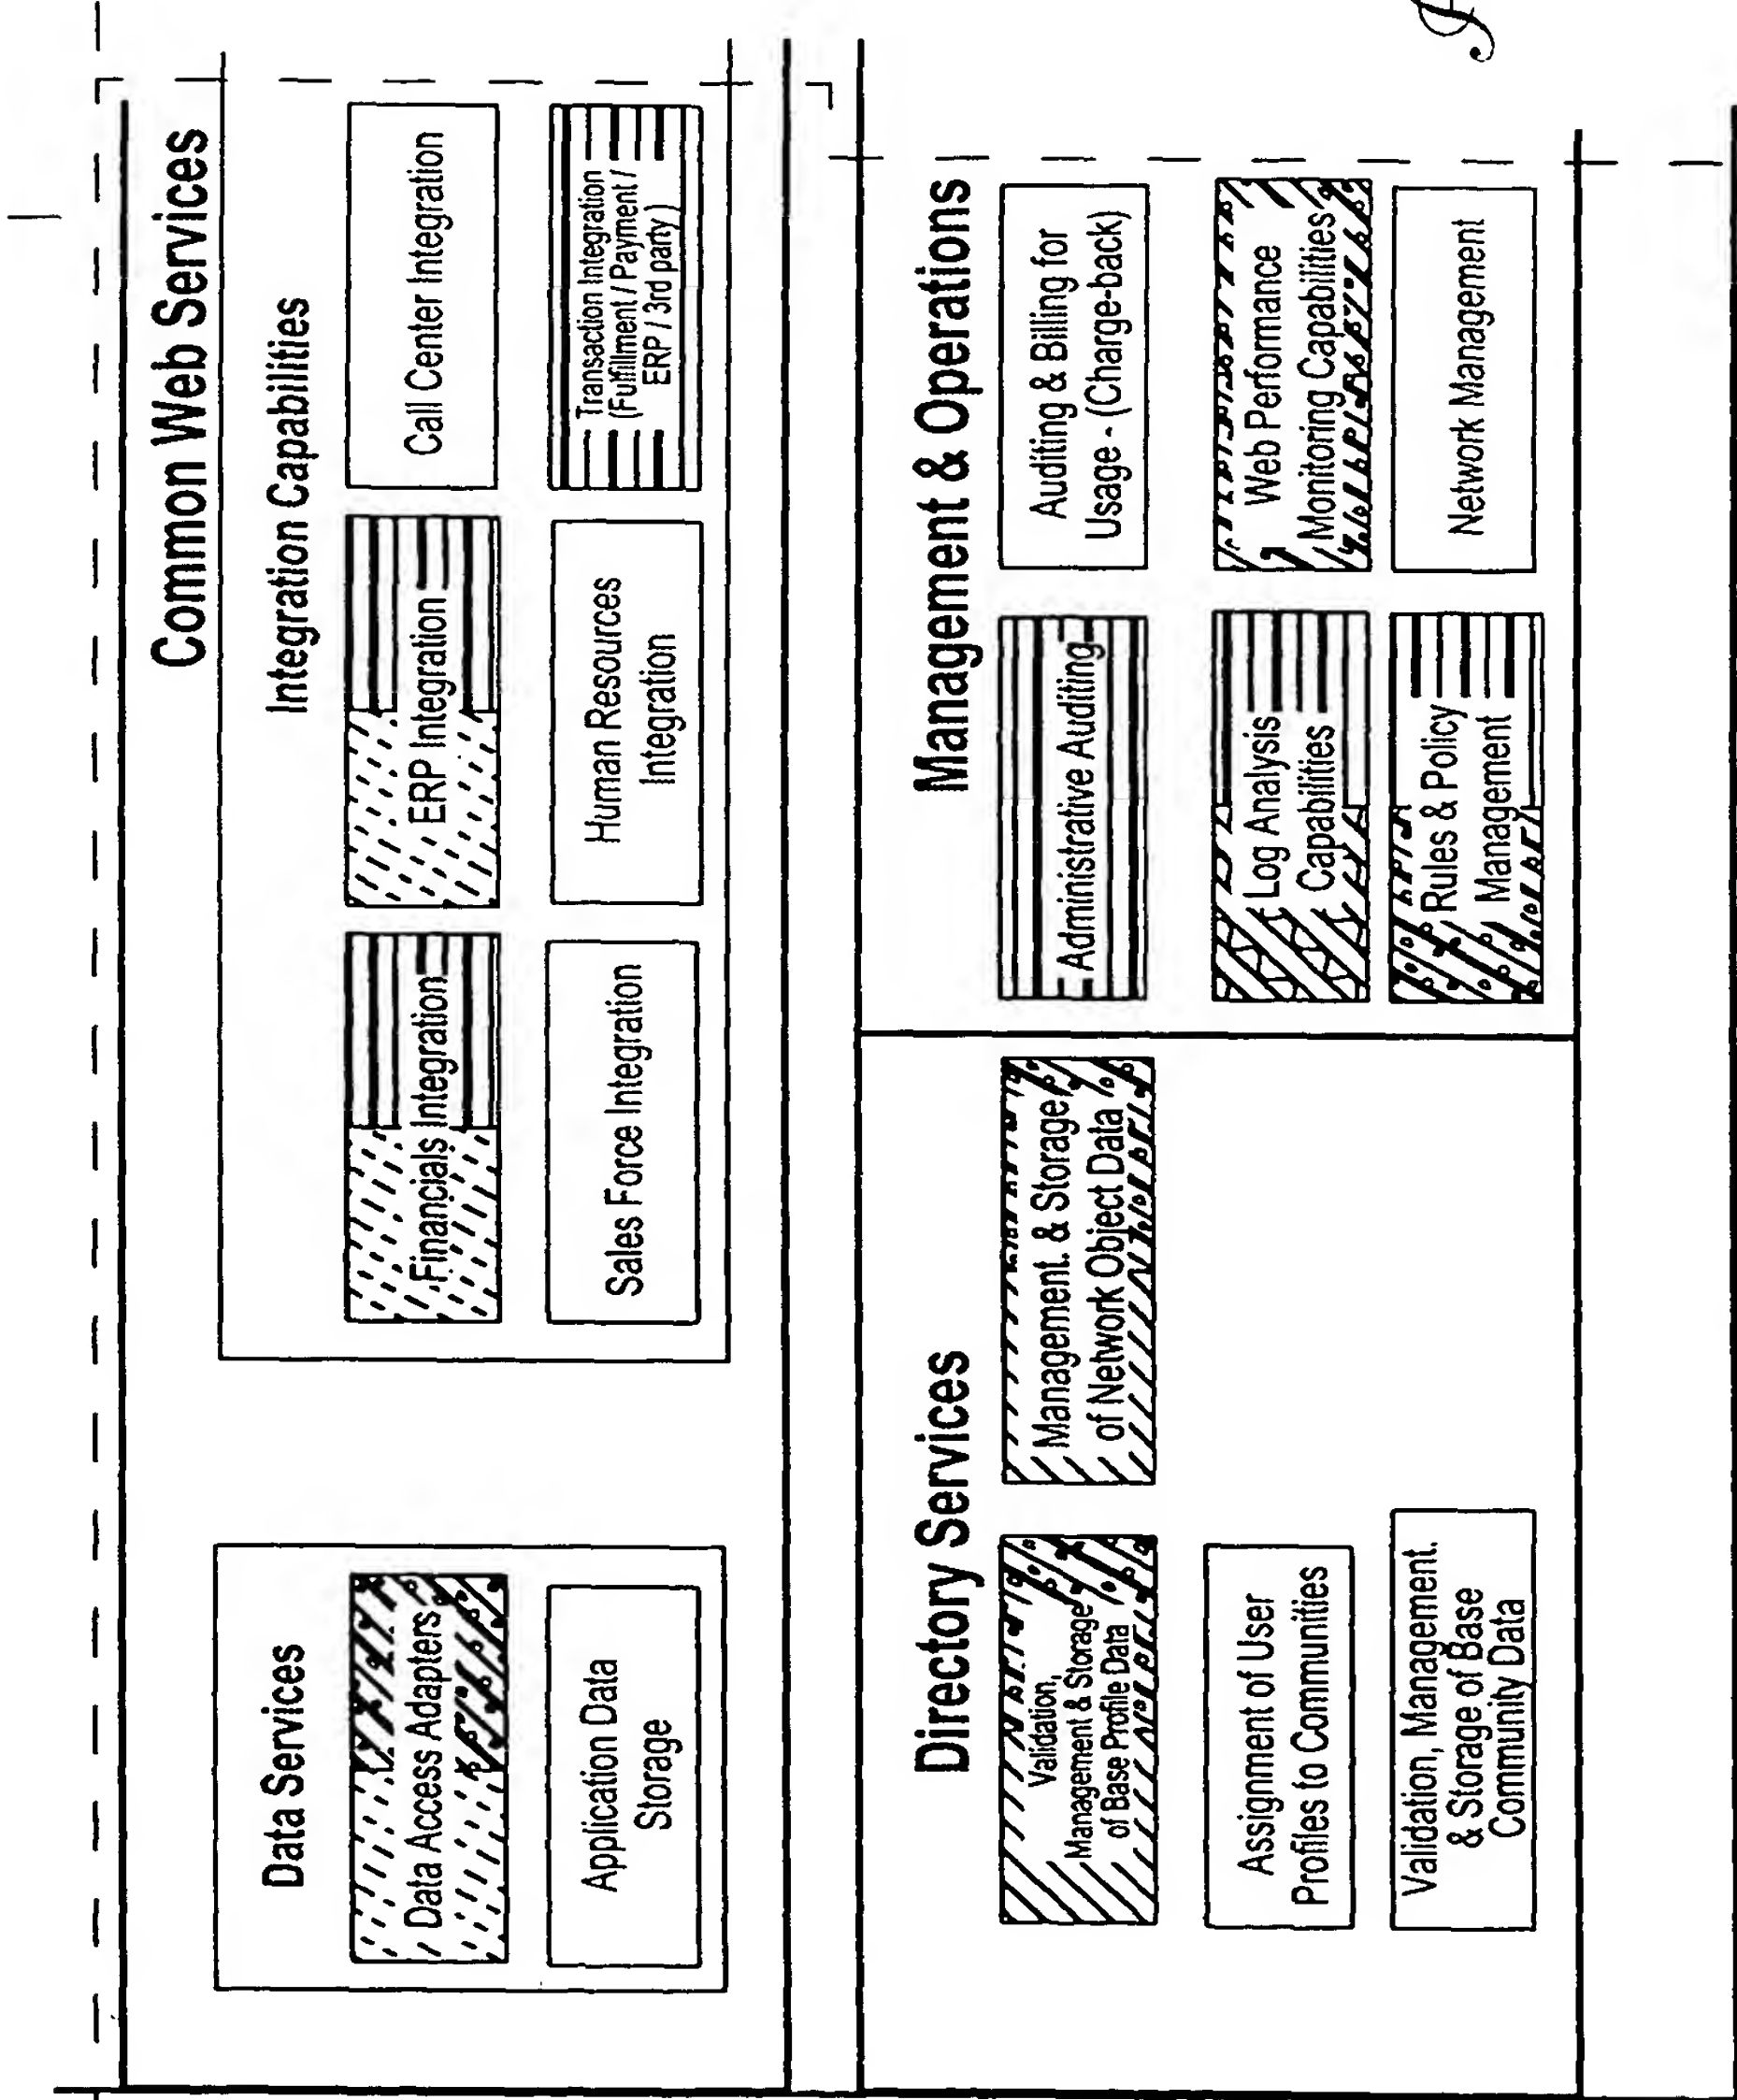 Common Web Services
Data Services
Data Access Adapters
Application Data
Storage
Integration Capabilities
Financials Integration
ERP Integration
Call Center Integration
Sales Force Integration
Human Resources
Integration
Transaction Integration
(Fulfillment / Payment /
ERP / 3rd party )
Directory Services
Validation,
Management & Storage
of Base Profile Data
Management. & Storage
of Network Object Data
Assignment of User
Profiles to Communities
Validation, Management.
& Storage of Base
Community Data
Management & Operations
Administrative Auditing
Auditing & Billing for
Usage - (Charge-back)
Log Analysis
Capabilities
Web Performance
Monitoring Capabilities
Rules & Policy
Management
Network Management